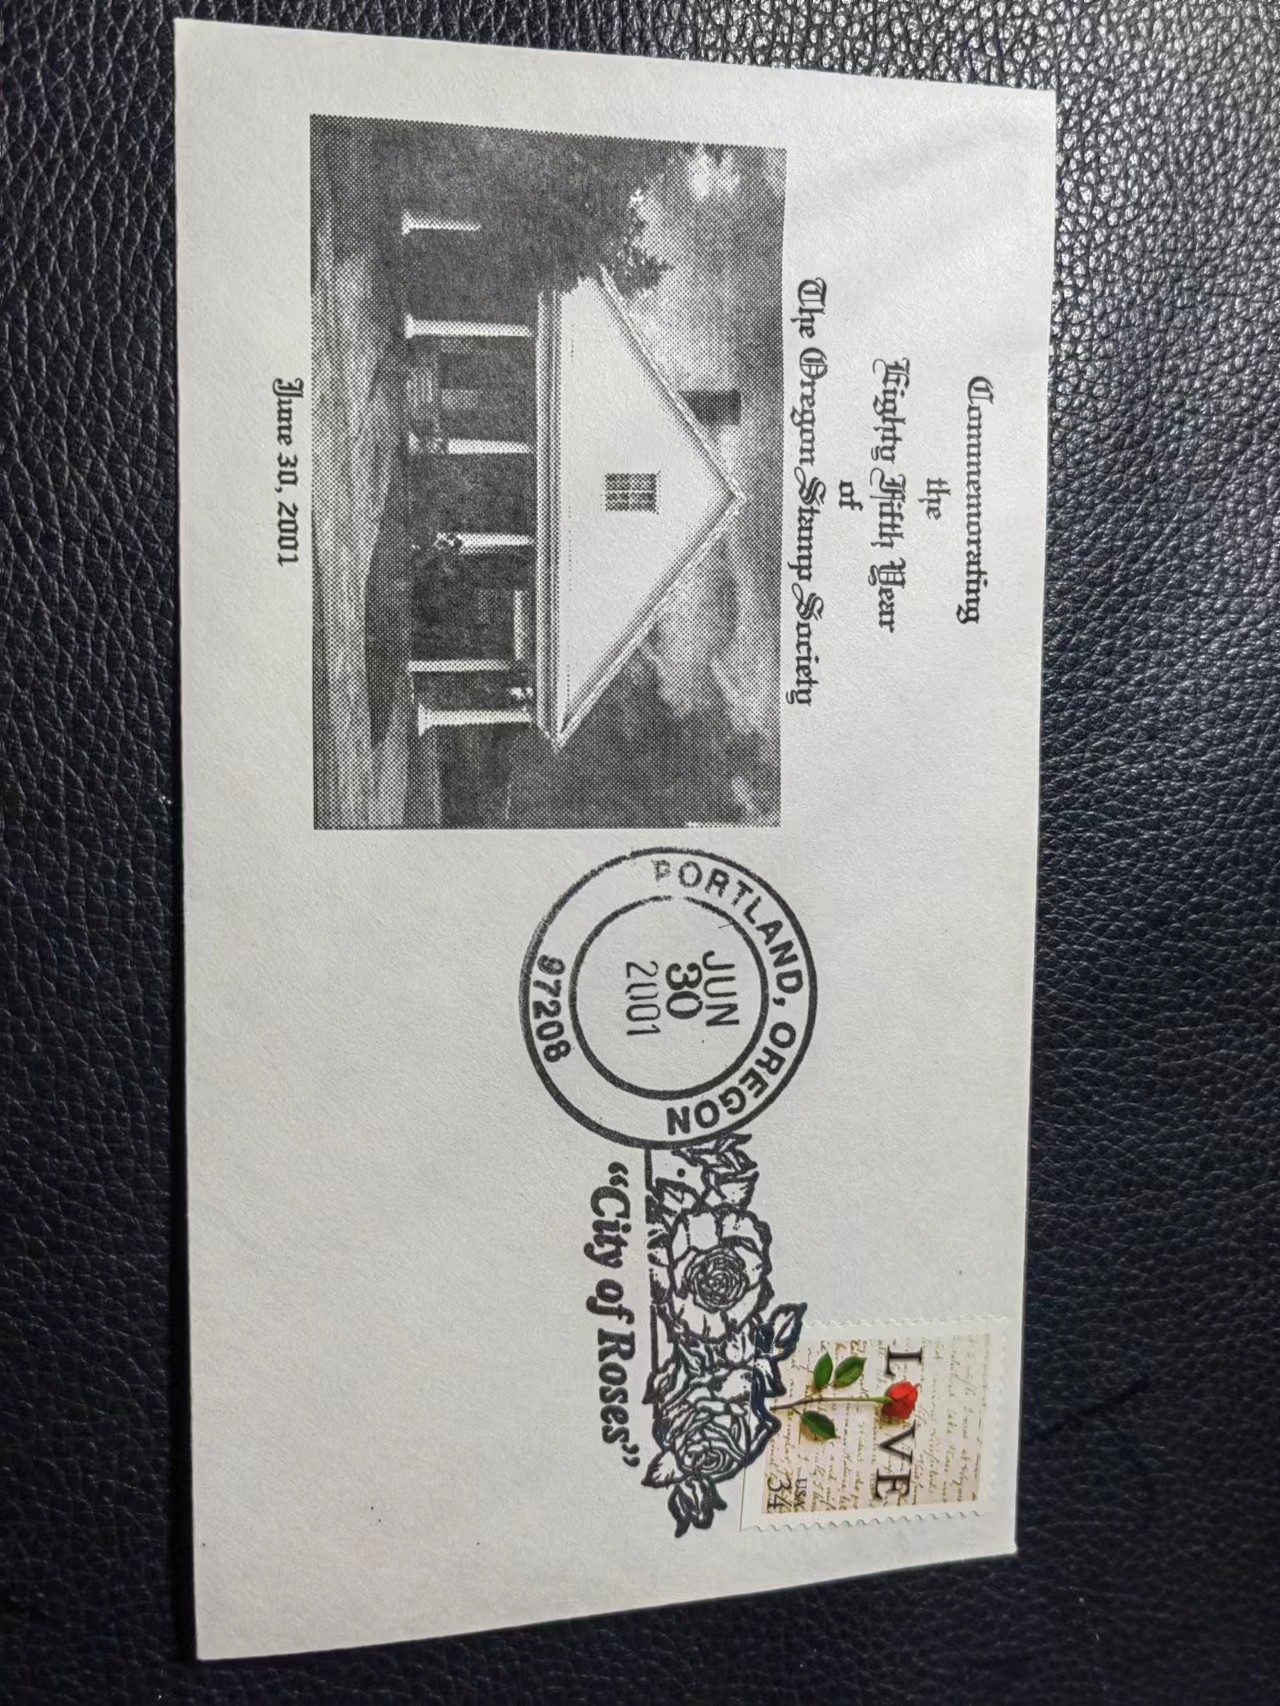 Commemorating
the
Eighty Fifth Year
of
The Oregon Stamp Society
June 30, 2001
PORTLAND, OREGON
JUN
30
2001
97208
"City of Roses"
LOVE
USA
34